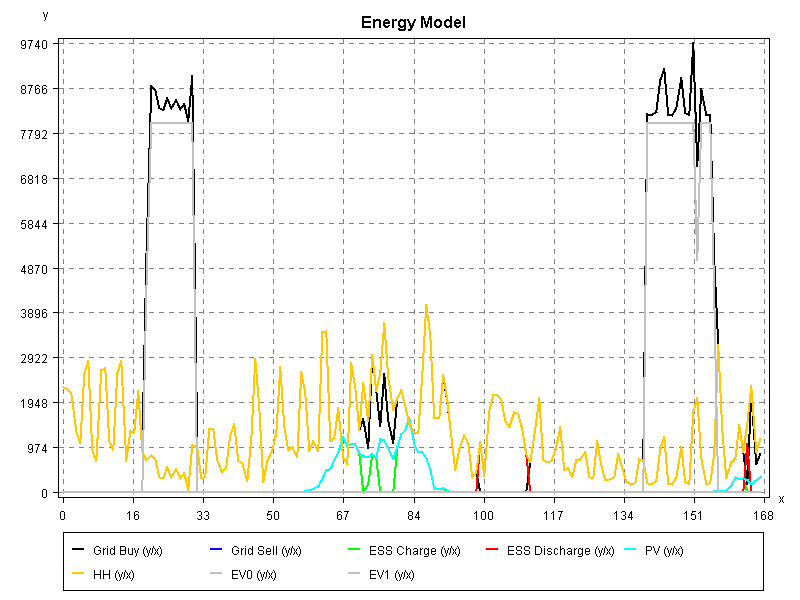 Energy Model
y
9740
8766
7792
6818
5844
4870
3896
2922
1948
974
0
x
0 16 33 50 67 84 100 117 134 151 168
Grid Buy (y/x) Grid Sell (y/x) ESS Charge (y/x) ESS Discharge (y/x) PV (y/x)
HH (y/x) EV0 (y/x) EV1 (y/x)